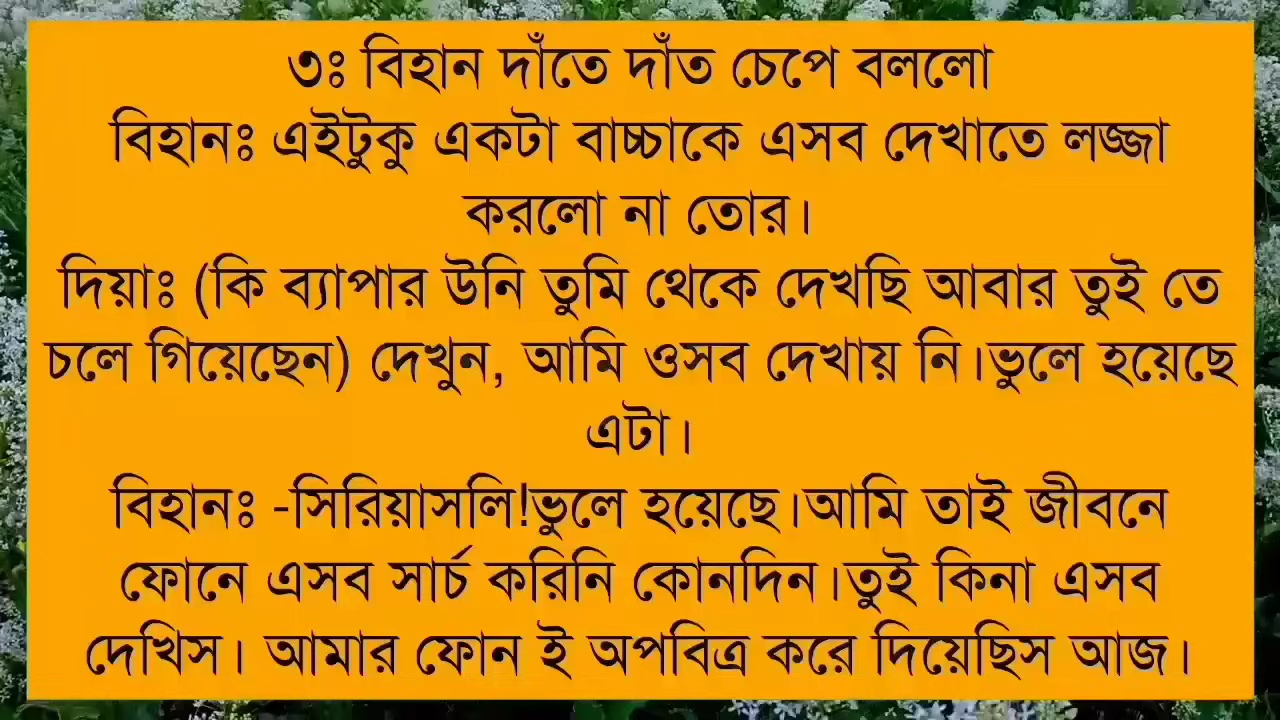 ৩ঃ বিহান দাঁতে দাঁত চেপে বললো
বিহানঃ এইটুকু একটা বাচ্চাকে এসব দেখাতে লজ্জা
করলো না তোর।
দিয়াঃ (কি ব্যাপার উনি তুমি থেকে দেখছি আবার তুই তে
চলে গিয়েছেন) দেখুন, আমি ওসব দেখায় নি।ভুলে হয়েছে
এটা।
বিহানঃ -সিরিয়াসলি!ভুলে হয়েছে।আমি তাই জীবনে
ফোনে এসব সার্চ করিনি কোনদিন।তুই কিনা এসব
দেখিস। আমার ফোন ই অপবিত্র করে দিয়েছিস আজ।